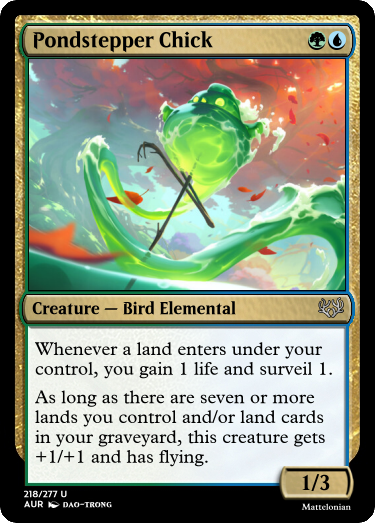 Pondstepper Chick
Creature — Bird Elemental
Whenever a land enters under your
control, you gain 1 life and surveil 1.
As long as there are seven or more
lands you control and/or land cards
in your graveyard, this creature gets
+1/+1 and has flying.
1/3
218/277 U
AUR DAO-TRONG
Mattelonian